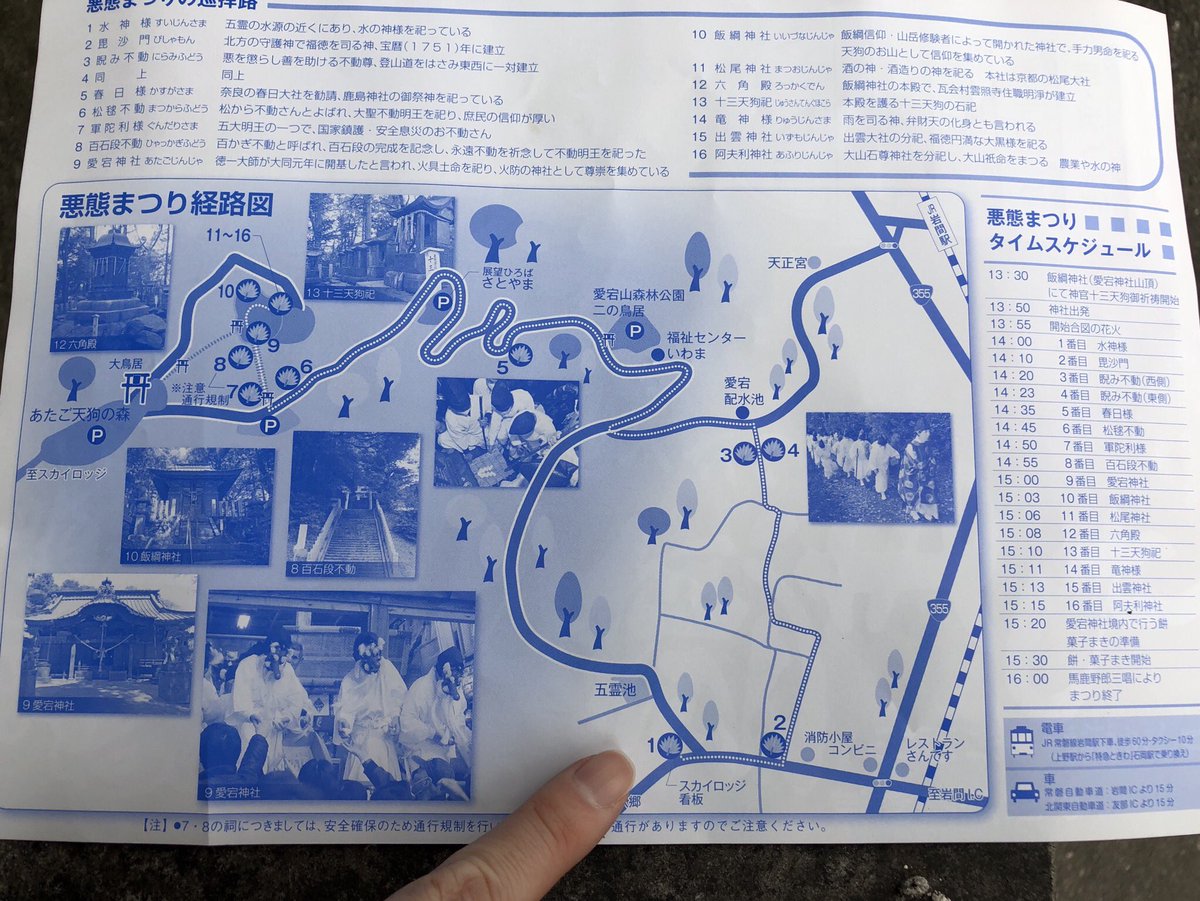 悪態まつりの巡拝路
1 水神様 すいじんさま 五霊の水源の近くにあり、水の神様を祀っている
2 毘沙門 びしゃもん 北方の守護神で福徳を司る神、宝暦(1751)年に建立
3 睨み不動 にらみふどう 悪を懲らし善を助ける不動尊、登山道をはさみ東西に一対建立
4 同上 同上
5 春日様 かすがさま 奈良の春日大社を勧請、鹿島神社の御祭神を祀っている
6 松毬不動 まつからふどう 松から不動さんとよばれ、大聖不動明王を祀り、庶民の信仰が厚い
7 軍陀利様 ぐんだりさま 五大明王の一つで、国家鎮護・安全息災のお不動さん
8 百石段不動 ひゃっかぎふどう 百かぎ不動と呼ばれ、百石段の完成を記念し、永遠不動を祈念して不動明王を祀った
9 愛宕神社 あたごじんじゃ 徳一大師が大同元年に開基したと言われ、火具土命を祀り、火防の神社として尊崇を集めている
10 飯綱神社 いいづなじんじゃ 飯綱信仰・山岳修験者によって開かれた神社で、手力男命を祀る
天狗のお山として信仰を集めている
11 松尾神社 まつおじんじゃ 酒の神・酒造りの神を祀る 本社は京都の松尾大社
12 六角殿 ろっかくでん 飯綱神社の本殿で、瓦会村雲照寺住職明淨が建立
13 十三天狗祀 じゅうさんてんぐほこら 本殿を護る十三天狗の石祀
14 竜神様 りゅうじんさま 雨を司る神、弁財天の化身とも言われる
15 出雲神社 いずもじんじゃ 出雲大社の分祀、福徳円満な大黒様を祀る
16 阿夫利神社 あふりじんじゃ 大山石尊神社を分祀し、大山祇命をまつる 農業や水の神
悪態まつり経路図
11~16
12 六角殿
13 十三天狗祀
展望ひろば
さとやま
P
愛宕山森林公園
二の鳥居
P
福祉センター
いわま
天正宮
JR岩間駅
355
大鳥居
10
9
8
7
6
5
※注意
通行規制
P
あたご天狗の森
P
至スカイロッジ
愛宕
配水池
3
4
10 飯綱神社
8 百石段不動
9 愛宕神社
9 愛宕神社
355
五霊池
1
2
スカイロッジ
看板
郷
消防小屋
コンビニ
レストラン
さんです
至岩間I.C
【注】●7・8の祠につきましては、安全確保のため通行規制を行い
通行がありますのでご注意ください。
悪態まつり
タイムスケジュール
13:30 飯綱神社(愛宕神社山頂)
にて神官十三天狗御祈祷開始
13:50 神社出発
13:55 開始合図の花火
14:00 1番目 水神様
14:10 2番目 毘沙門
14:20 3番目 睨み不動(西側)
14:23 4番目 睨み不動(東側)
14:35 5番目 春日様
14:45 6番目 松毬不動
14:50 7番目 軍陀利様
14:55 8番目 百石段不動
15:00 9番目 愛宕神社
15:03 10番目 飯綱神社
15:06 11番目 松尾神社
15:08 12番目 六角殿
15:10 13番目 十三天狗祀
15:11 14番目 竜神様
15:13 15番目 出雲神社
15:15 16番目 阿夫利神社
15:20 愛宕神社境内で行う餅
菓子まきの準備
15:30 餅・菓子まき開始
16:00 馬鹿野郎三唱により
まつり終了
電車
JR常磐線岩間駅下車、徒歩60分・タクシー10分
(上野駅から「特急ときわ」石岡駅で乗り換え)
車
常磐自動車道:岩間ICより15分
北関東自動車道:友部ICより15分